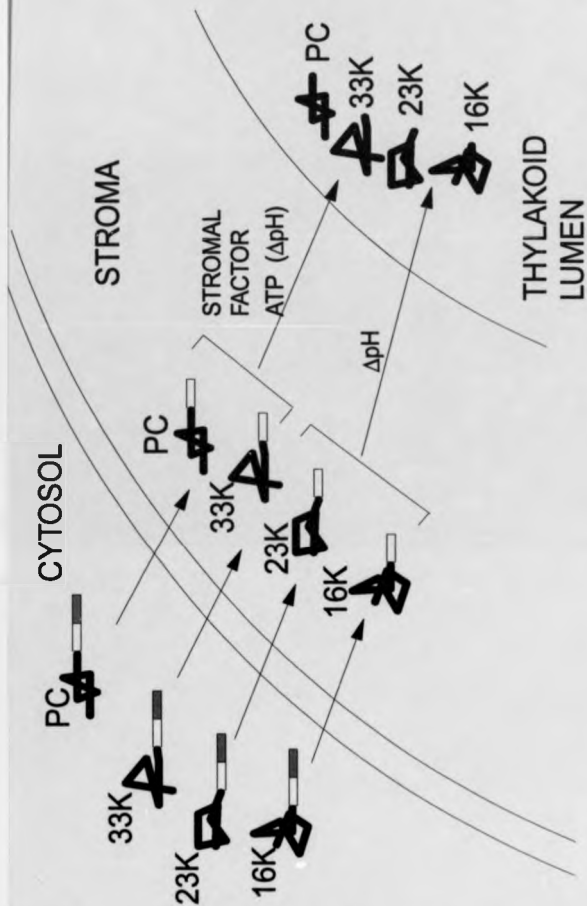 CYTOSOL
PC
33K
23K
16K
PC
33K
23K
16K
STROMA
STROMAL
FACTOR
ATP (ΔpH)
ΔpH
PC
33K
23K
16K
THYLAKOID
LUMEN